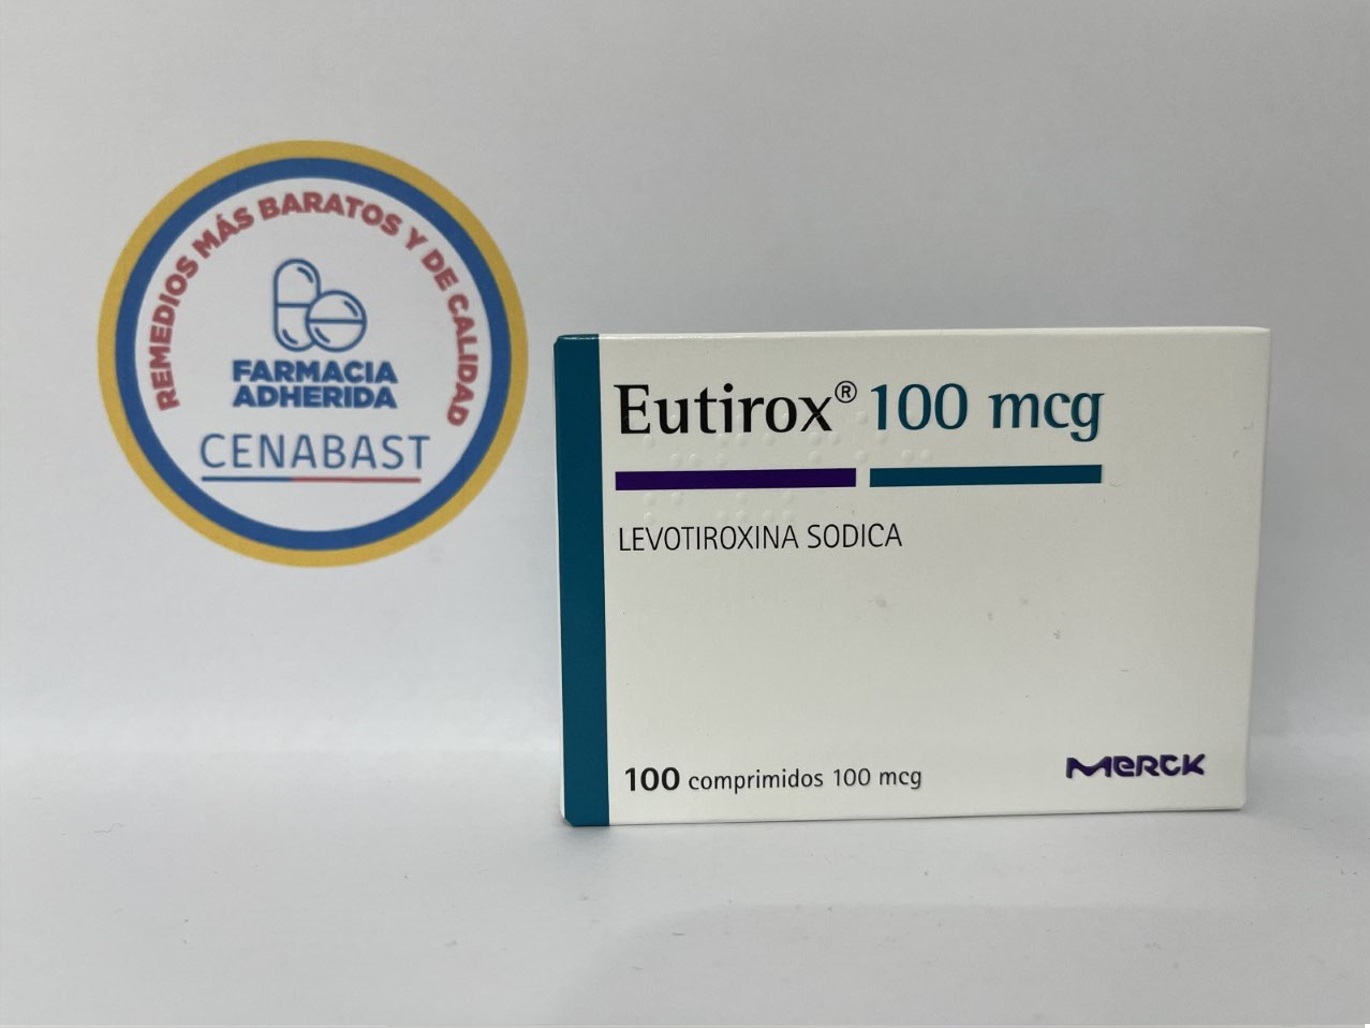 REMEDIOS MÁS BARATOS Y DE CALIDAD
FARMACIA
ADHERIDA
CENABAST
Eutirox® 100 mcg
LEVOTIROXINA SODICA
100 comprimidos 100 mcg
MERCK